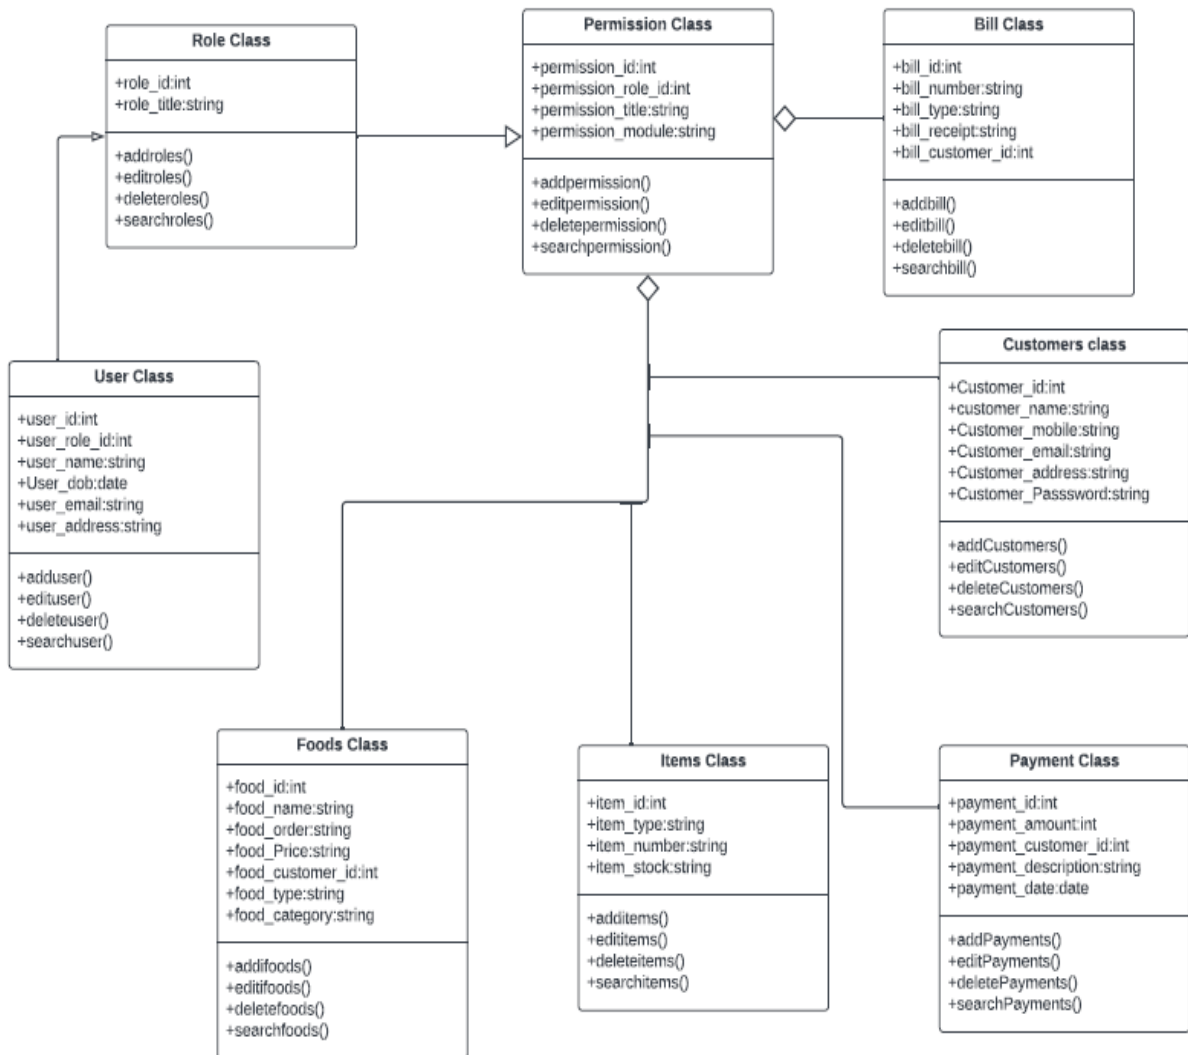 Role Class
+role_id:int
+role_title:string
+addroles()
+editroles()
+deleteroles()
+searchroles()
Permission Class
+permission_id:int
+permission_role_id:int
+permission_title:string
+permission_module:string
+addpermission()
+editpermission()
+deletepermission()
+searchpermission()
Bill Class
+bill_id:int
+bill_number:string
+bill_type:string
+bill_receipt:string
+bill_customer_id:int
+addbill()
+editbill()
+deletebill()
+searchbill()
User Class
+user_id:int
+user_role_id:int
+user_name:string
+User_dob:date
+user_email:string
+user_address:string
+adduser()
+edituser()
+deleteuser()
+searchuser()
Customers class
+Customer_id:int
+customer_name:string
+Customer_mobile:string
+Customer_email:string
+Customer_address:string
+Customer_Passsword:string
+addCustomers()
+editCustomers()
+deleteCustomers()
+searchCustomers()
Foods Class
+food_id:int
+food_name:string
+food_order:string
+food_Price:string
+food_customer_id:int
+food_type:string
+food_category:string
+addifoods()
+editifoods()
+deletefoods()
+searchfoods()
Items Class
+item_id:int
+item_type:string
+item_number:string
+item_stock:string
+additems()
+edititems()
+deleteitems()
+searchitems()
Payment Class
+payment_id:int
+payment_amount:int
+payment_customer_id:int
+payment_description:string
+payment_date:date
+addPayments()
+editPayments()
+deletePayments()
+searchPayments()